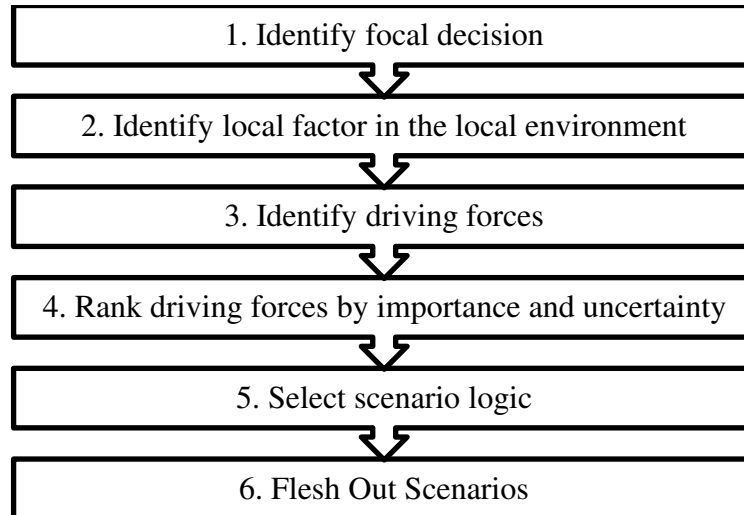 1. Identify focal decision
2. Identify local factor in the local environment
3. Identify driving forces
4. Rank driving forces by importance and uncertainty
5. Select scenario logic
6. Flesh Out Scenarios